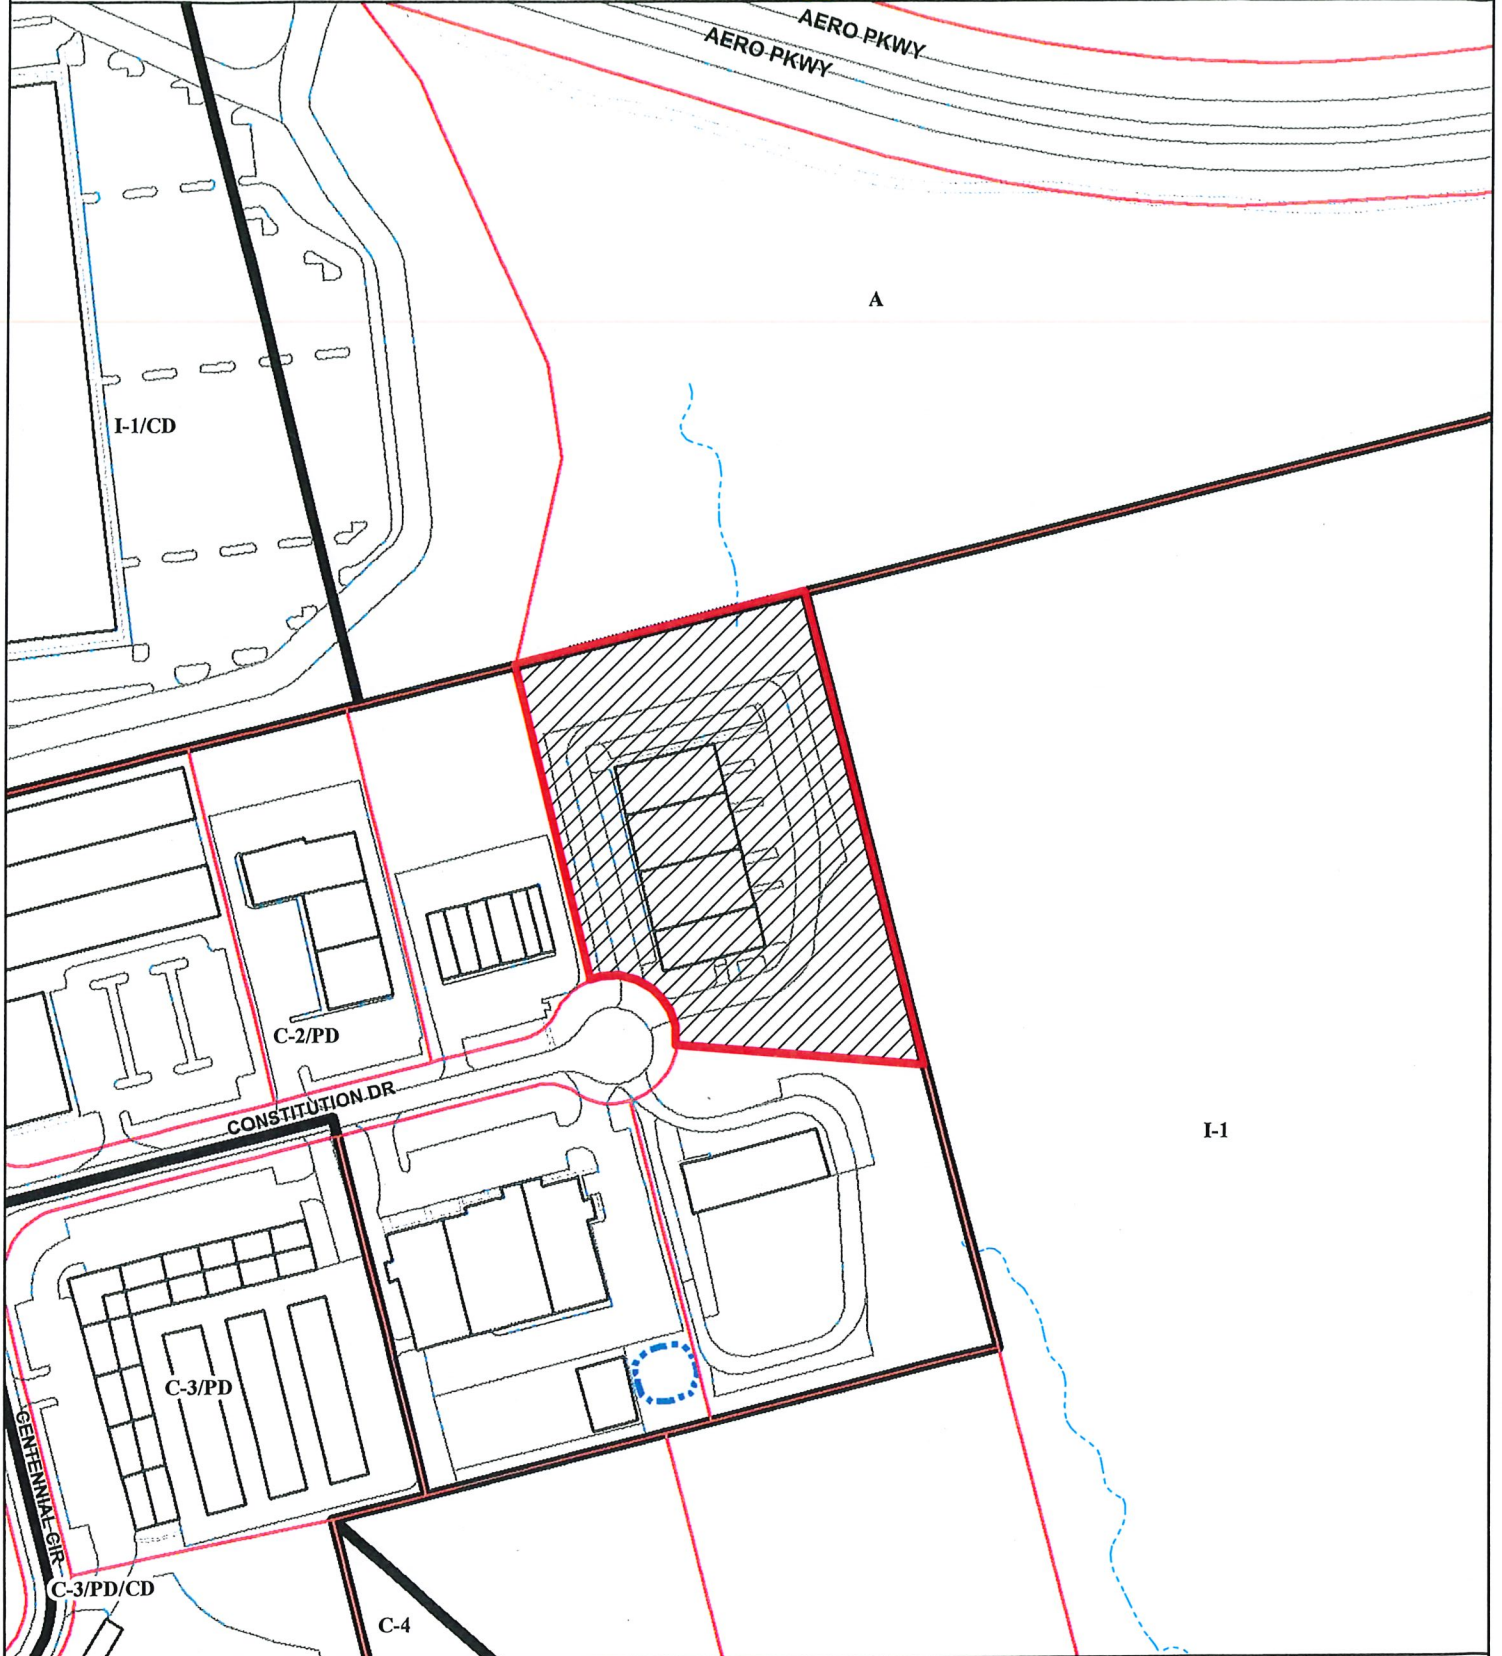 AERO PKWY
AERO PKWY
A
I-1/CD
C-2/PD
CONSTITUTION DR
I-1
C-3/PD
CENTENNIAL CIR
C-3/PD/CD
C-4